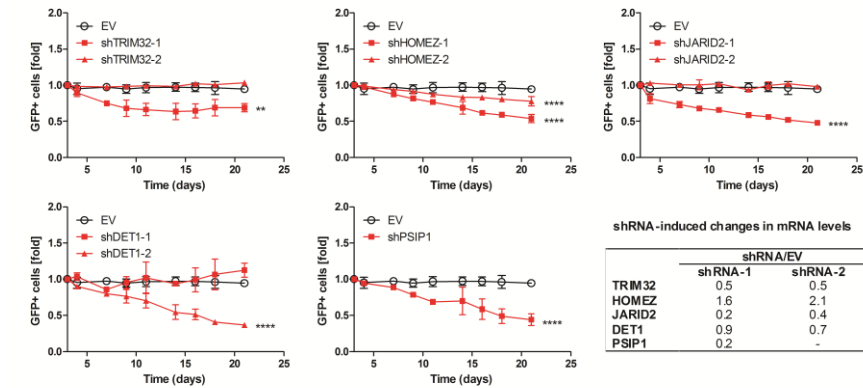 EV
shTRIM32-1
shTRIM32-2
GFP+ cells [fold]
2.0
1.5
1.0
0.5
0.0
**
5 10 15 20 25
Time (days)
EV
shHOMEZ-1
shHOMEZ-2
GFP+ cells [fold]
2.0
1.5
1.0
0.5
0.0
****
****
5 10 15 20 25
Time (days)
EV
shJARID2-1
shJARID2-2
GFP+ cells [fold]
2.0
1.5
1.0
0.5
0.0
****
5 10 15 20 25
Time (days)
EV
shDET1-1
shDET1-2
GFP+ cells [fold]
2.0
1.5
1.0
0.5
0.0
****
5 10 15 20 25
Time (days)
EV
shPSIP1
GFP+ cells [fold]
2.0
1.5
1.0
0.5
0.0
****
5 10 15 20 25
Time (days)
shRNA-induced changes in mRNA levels
shRNA/EV
shRNA-1 shRNA-2
TRIM32 0.5 0.5
HOMEZ 1.6 2.1
JARID2 0.2 0.4
DET1 0.9 0.7
PSIP1 0.2 -